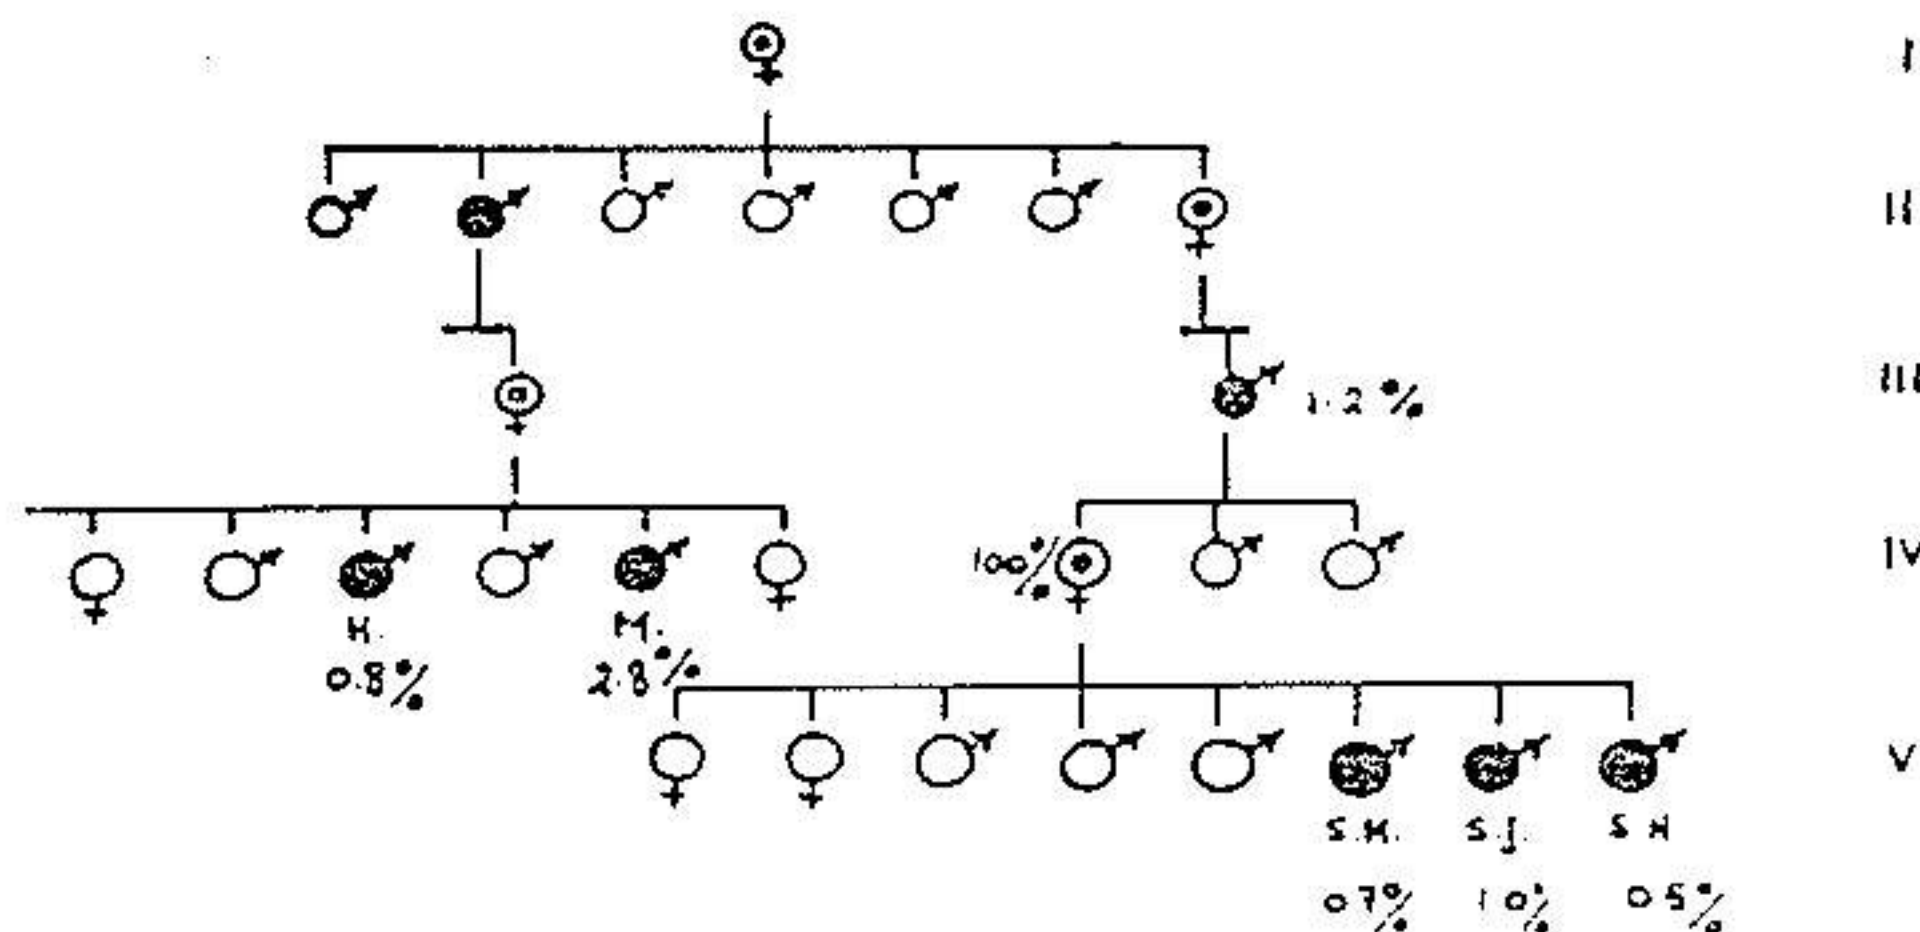 I
II
III
1.2 %
IV
100%
H.
M.
0.8%
2.8%
V
S.H.
S.J.
S H
0 7%
1 0%
0 5%